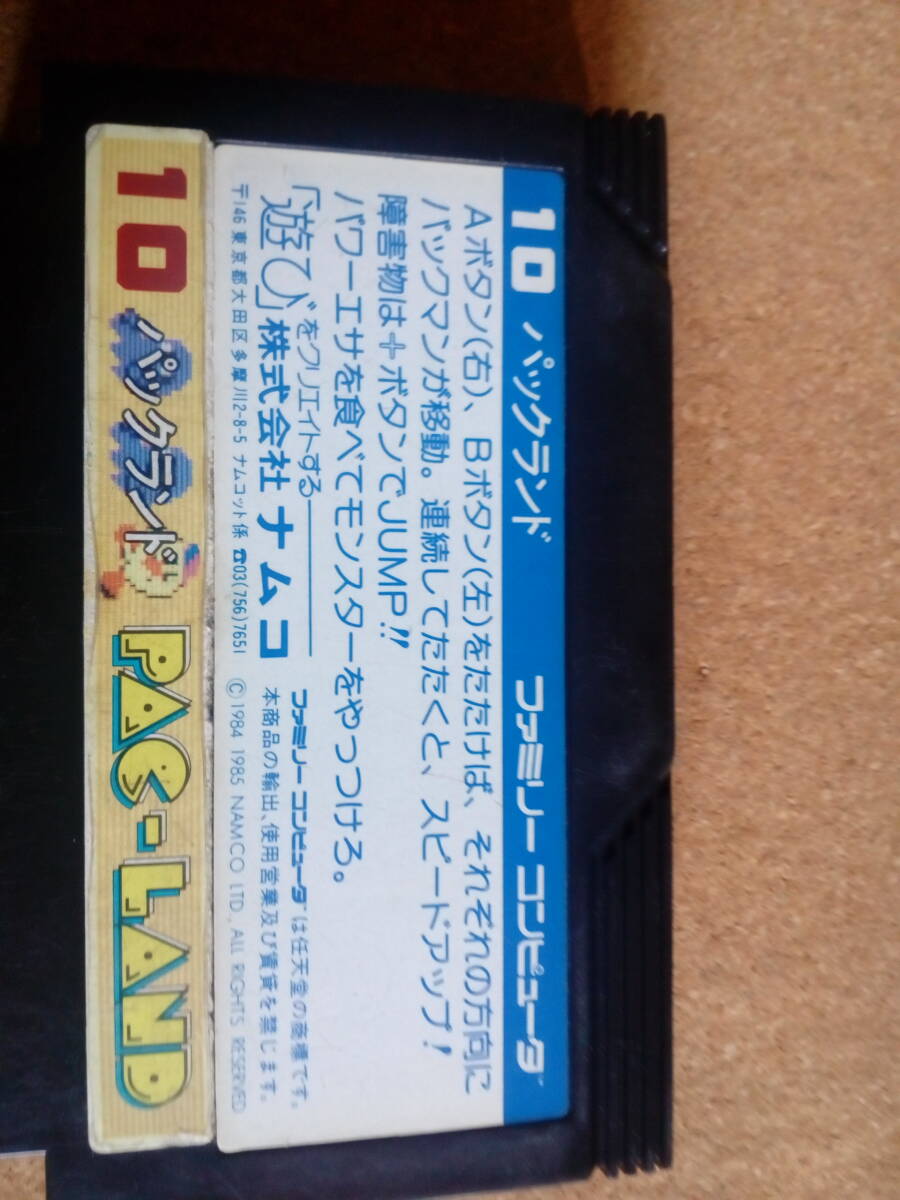 10 パックランド ファミリー コンピュータ™
Aボタン(右)、Bボタン(左)をたたけば、それぞれの方向に
パックマンが移動。連続してたたくと、スピードアップ!
障害物は+ボタンでJUMP!!
パワーエサを食べてモンスターをやっつけろ。
「遊び」をクリエイトする
株式会社ナムコ
〒146 東京都大田区多摩川2-8-5 ナムコット係 ☎03(756)7651
ファミリー コンピュータ™は任天堂の商標です。
本商品の輸出、使用営業及び賃貸を禁じます。
©1984 1985 NAMCO LTD., ALL RIGHTS RESERVED
10 パックランド PAC-LAND